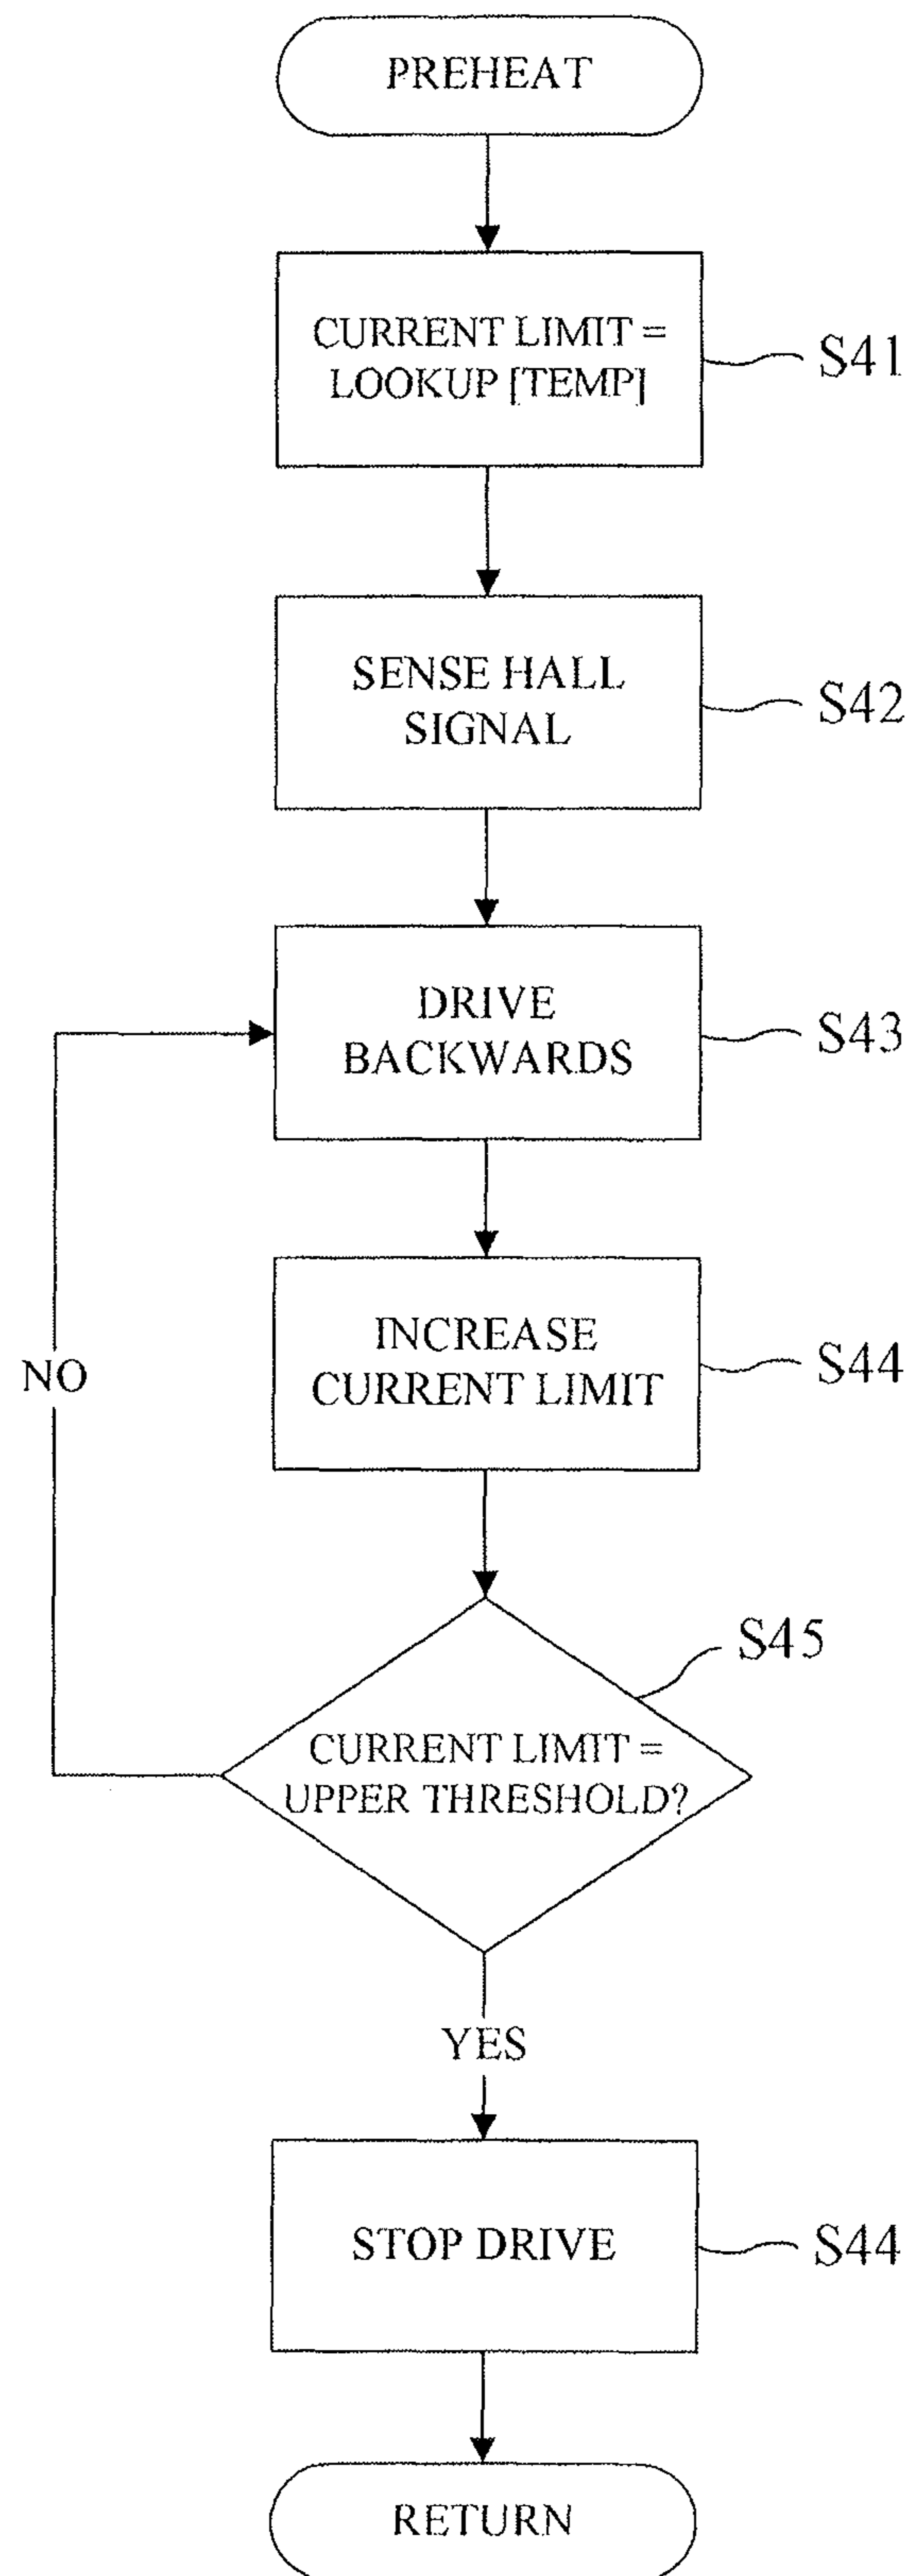 PREHEAT
CURRENT LIMIT =
LOOKUP [TEMP]
S41
SENSE HALL
SIGNAL
S42
DRIVE
BACKWARDS
S43
INCREASE
CURRENT LIMIT
S44
NO
S45
CURRENT LIMIT =
UPPER THRESHOLD?
YES
STOP DRIVE
S44
RETURN